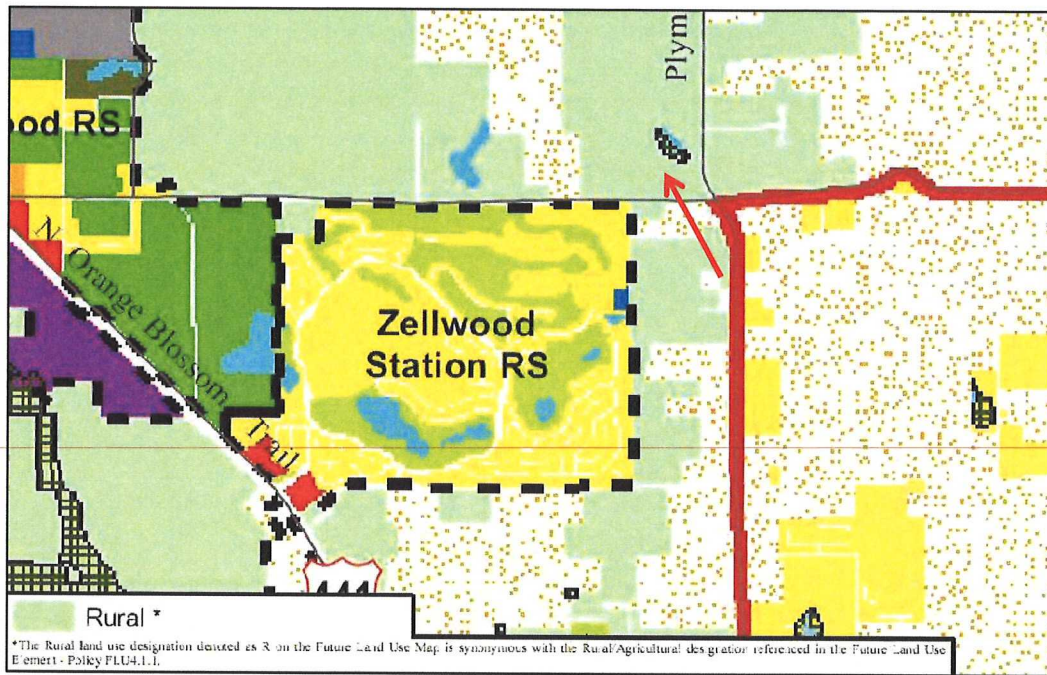 Plym
ood RS
N. Orange Blossom Trail
Zellwood
Station RS
441
Rural *
*The Rural land use designation denoted as R on the Future Land Use Map is synonymous with the Rural/Agricultural designation referenced in the Future Land Use
Element - Policy FLU4.1.1.